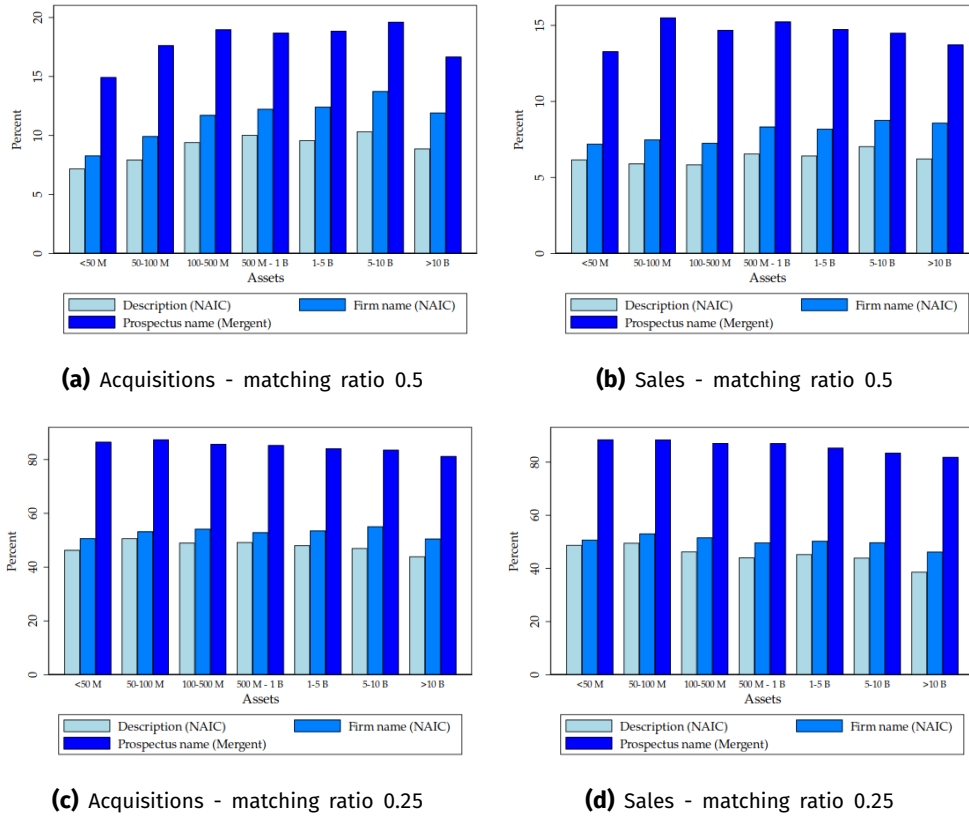 20
15
10
5
0
Percent
<50 M 50-100 M 100-500 M 500 M - 1 B 1-5 B 5-10 B >10 B
Assets
Description (NAIC) Firm name (NAIC)
Prospectus name (Mergent)
(a) Acquisitions - matching ratio 0.5
15
10
5
0
Percent
<50 M 50-100 M 100-500 M 500 M - 1 B 1-5 B 5-10 B >10 B
Assets
Description (NAIC) Firm name (NAIC)
Prospectus name (Mergent)
(b) Sales - matching ratio 0.5
80
60
40
20
0
Percent
<50 M 50-100 M 100-500 M 500 M - 1 B 1-5 B 5-10 B >10 B
Assets
Description (NAIC) Firm name (NAIC)
Prospectus name (Mergent)
(c) Acquisitions - matching ratio 0.25
80
60
40
20
0
Percent
<50 M 50-100 M 100-500 M 500 M - 1 B 1-5 B 5-10 B >10 B
Assets
Description (NAIC) Firm name (NAIC)
Prospectus name (Mergent)
(d) Sales - matching ratio 0.25